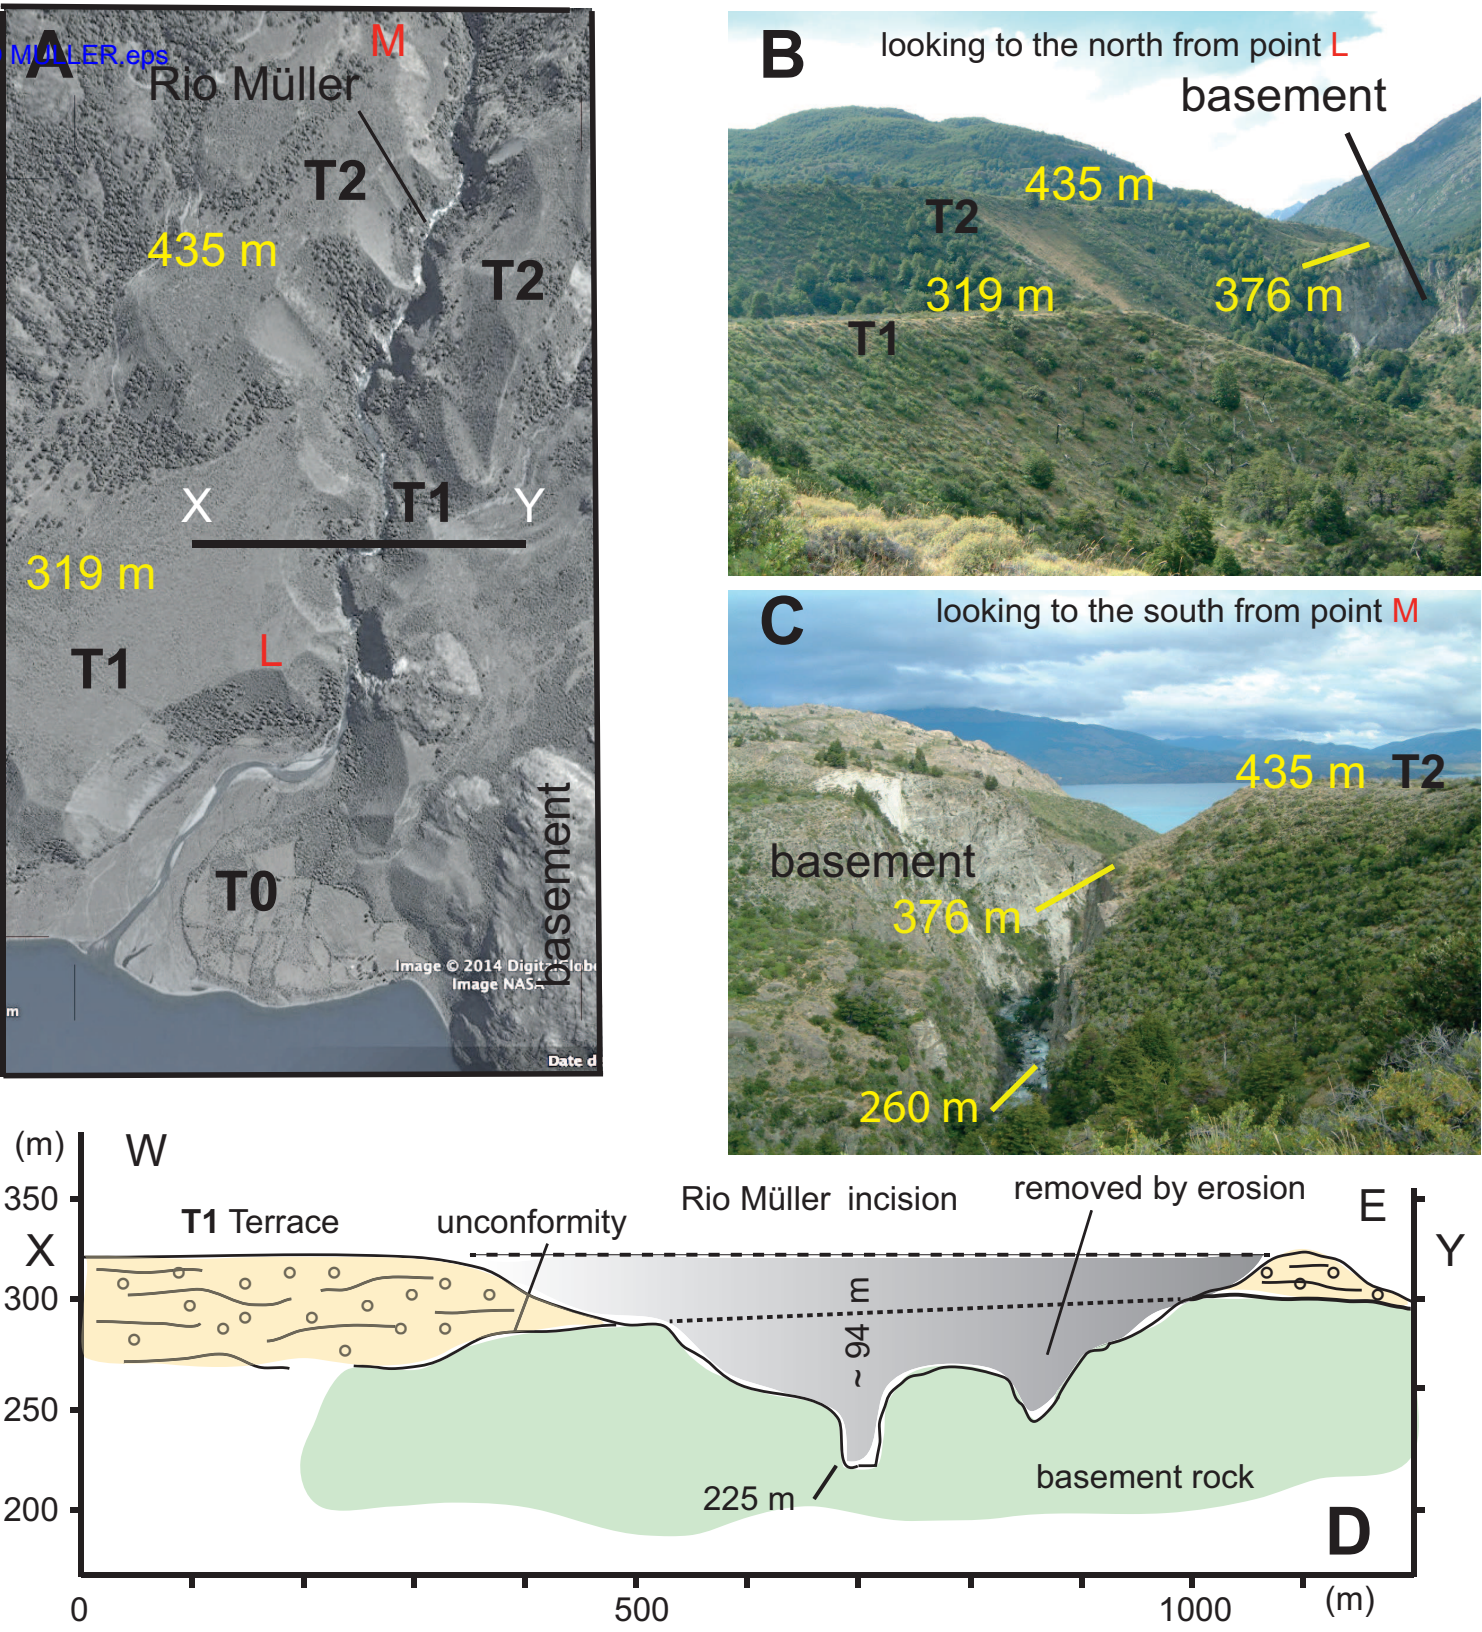 A
MULLER.eps
M
Rio Müller
T2
435 m
T2
X
T1
Y
319 m
L
T1
T0
basement
Image © 2014 DigitalGlobe
Image NASA
m
Date d
B
looking to the north from point L
basement
435 m
T2
319 m
376 m
T1
C
looking to the south from point M
435 m T2
basement
376 m
260 m
(m)
W
350
300
250
200
X
T1 Terrace
unconformity
Rio Müller incision
removed by erosion
E
Y
~ 94 m
225 m
basement rock
D
0
500
1000
(m)